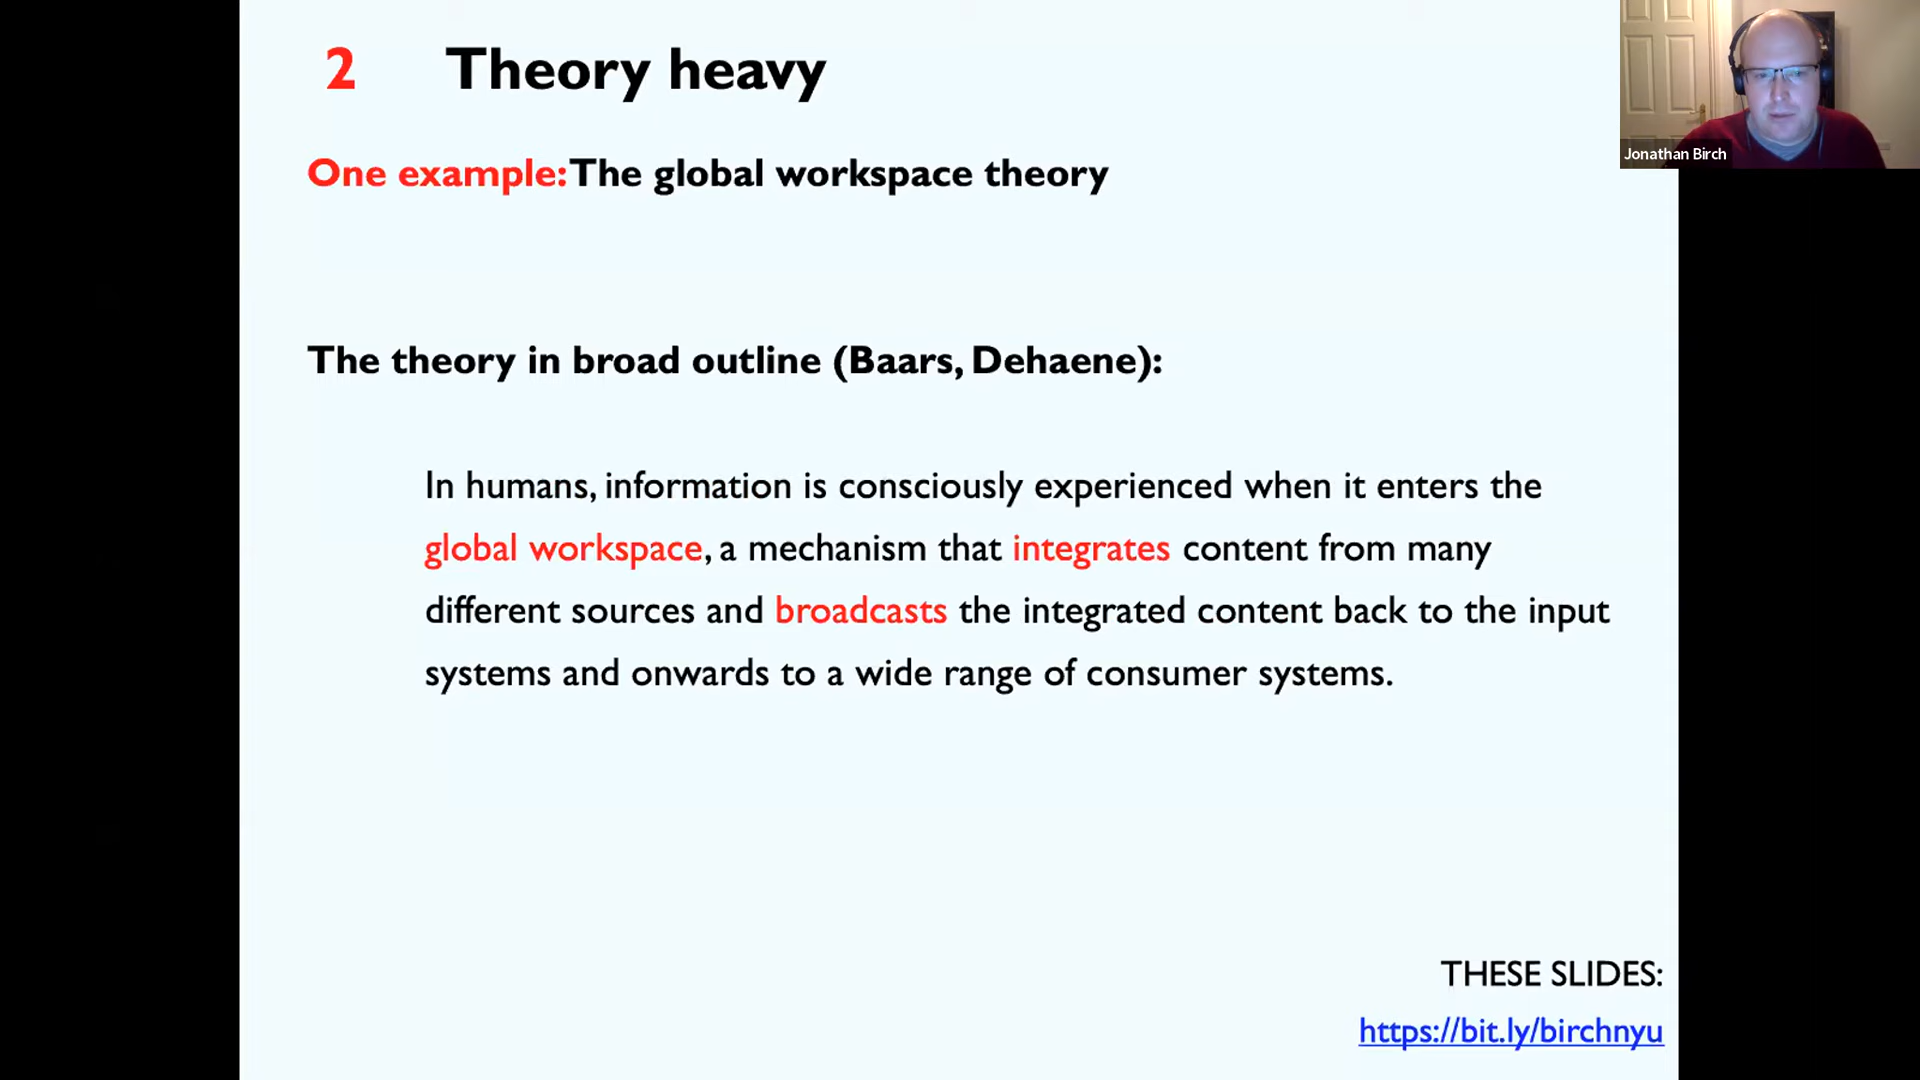 2 Theory heavy
Jonathan Birch
One example: The global workspace theory
The theory in broad outline (Baars, Dehaene):
In humans, information is consciously experienced when it enters the
global workspace, a mechanism that integrates content from many
different sources and broadcasts the integrated content back to the input
systems and onwards to a wide range of consumer systems.
THESE SLIDES:
https://bit.ly/birchnyu